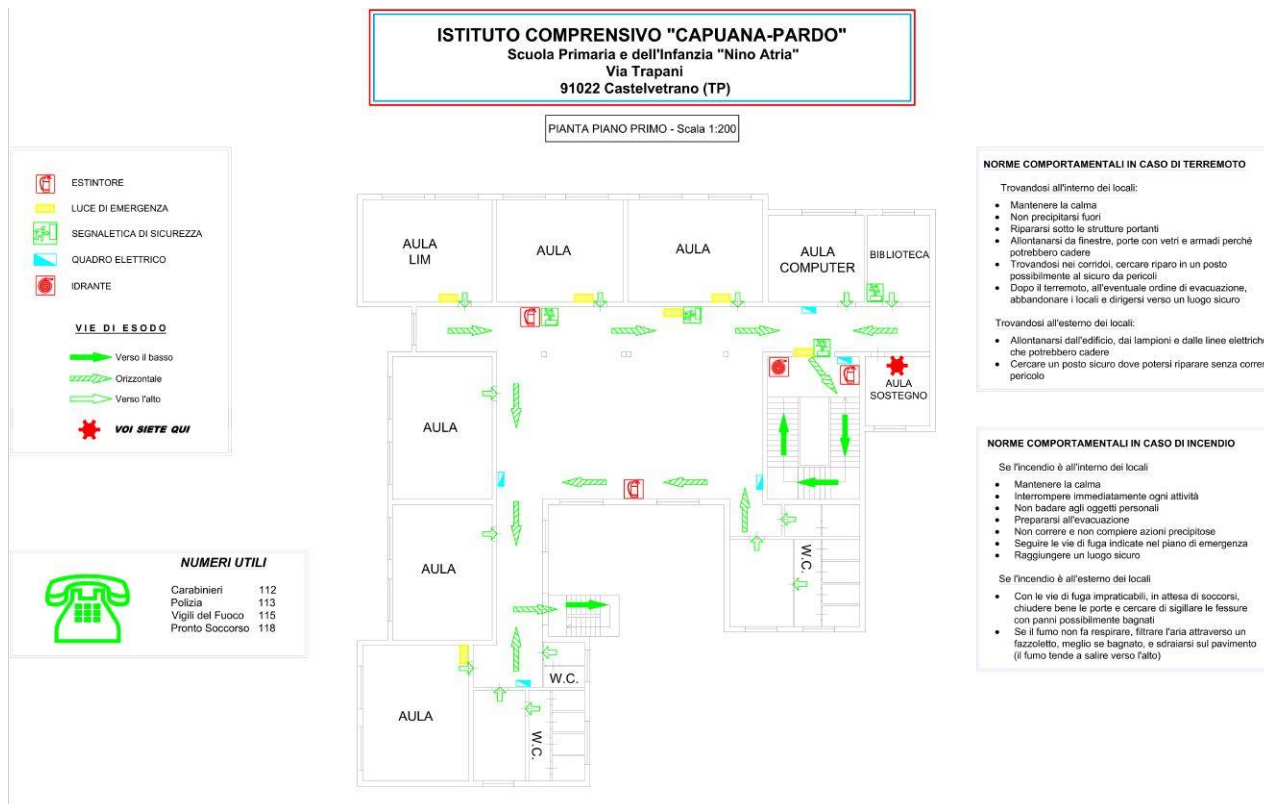 ISTITUTO COMPRENSIVO "CAPUANA-PARDO"
Scuola Primaria e dell'Infanzia "Nino Atria"
Via Trapani
91022 Castelvetrano (TP)
PIANTA PIANO PRIMO - Scala 1:200
ESTINTORE
LUCE DI EMERGENZA
SEGNALETICA DI SICUREZZA
QUADRO ELETTRICO
IDRANTE
VIE DI ESODO
Verso il basso
Orizzontale
Verso l'alto
VOI SIETE QUI
NUMERI UTILI
Carabinieri 112
Polizia 113
Vigili del Fuoco 115
Pronto Soccorso 118
AULA
LIM
AULA
AULA
AULA
COMPUTER
BIBLIOTECA
AULA
SOSTEGNO
AULA
AULA
AULA
W.C.
W.C.
W.C.
NORME COMPORTAMENTALI IN CASO DI TERREMOTO
Trovandosi all'interno dei locali:
• Mantenere la calma
• Non precipitarsi fuori
• Ripararsi sotto le strutture portanti
• Allontanarsi da finestre, porte con vetri e armadi perché
potrebbero cadere
• Trovandosi nei corridoi, cercare riparo in un posto
possibilmente al sicuro da pericoli
• Dopo il terremoto, all'eventuale ordine di evacuazione,
abbandonare i locali e dirigersi verso un luogo sicuro
Trovandosi all'esterno dei locali:
• Allontanarsi dall'edificio, dai lampioni e dalle linee elettriche
che potrebbero cadere
• Cercare un posto sicuro dove potersi riparare senza correr
pericolo
NORME COMPORTAMENTALI IN CASO DI INCENDIO
Se l'incendio è all'interno dei locali
• Mantenere la calma
• Interrompere immediatamente ogni attività
• Non badare agli oggetti personali
• Prepararsi all'evacuazione
• Non correre e non compiere azioni precipitose
• Seguire le vie di fuga indicate nel piano di emergenza
• Raggiungere un luogo sicuro
Se l'incendio è all'esterno dei locali
• Con le vie di fuga impraticabili, in attesa di soccorsi,
chiudere bene le porte e cercare di sigillare le fessure
con panni possibilmente bagnati
• Se il fumo non fa respirare, filtrare l'aria attraverso un
fazzoletto, meglio se bagnato, e sdraiarsi sul pavimento
(il fumo tende a salire verso l'alto)